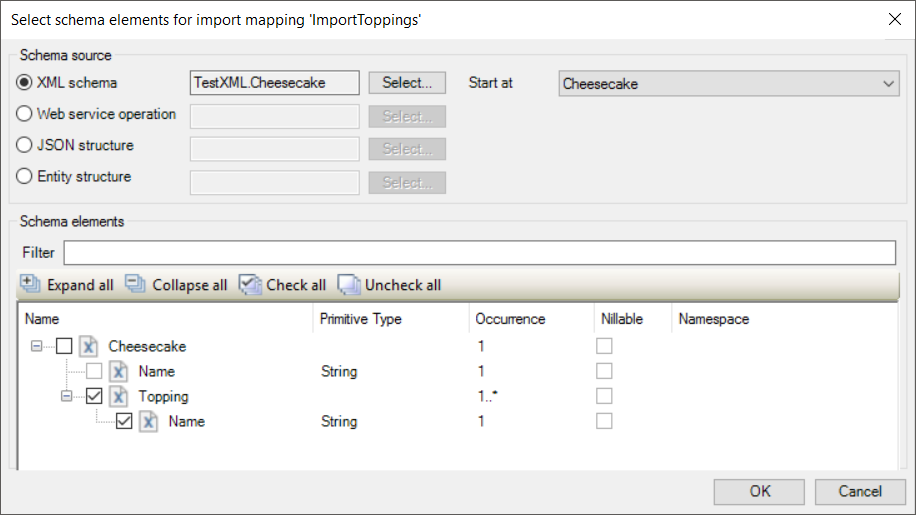 Select schema elements for import mapping 'ImportToppings'
Schema source
XML schema TestXML.Cheesecake Select... Start at Cheesecake
Web service operation Select...
JSON structure Select...
Entity structure Select...
Schema elements
Filter
Expand all Collapse all Check all Uncheck all
Name Primitive Type Occurrence Nillable Namespace
Cheesecake 1
Name String 1
Topping 1..*
Name String 1
OK Cancel